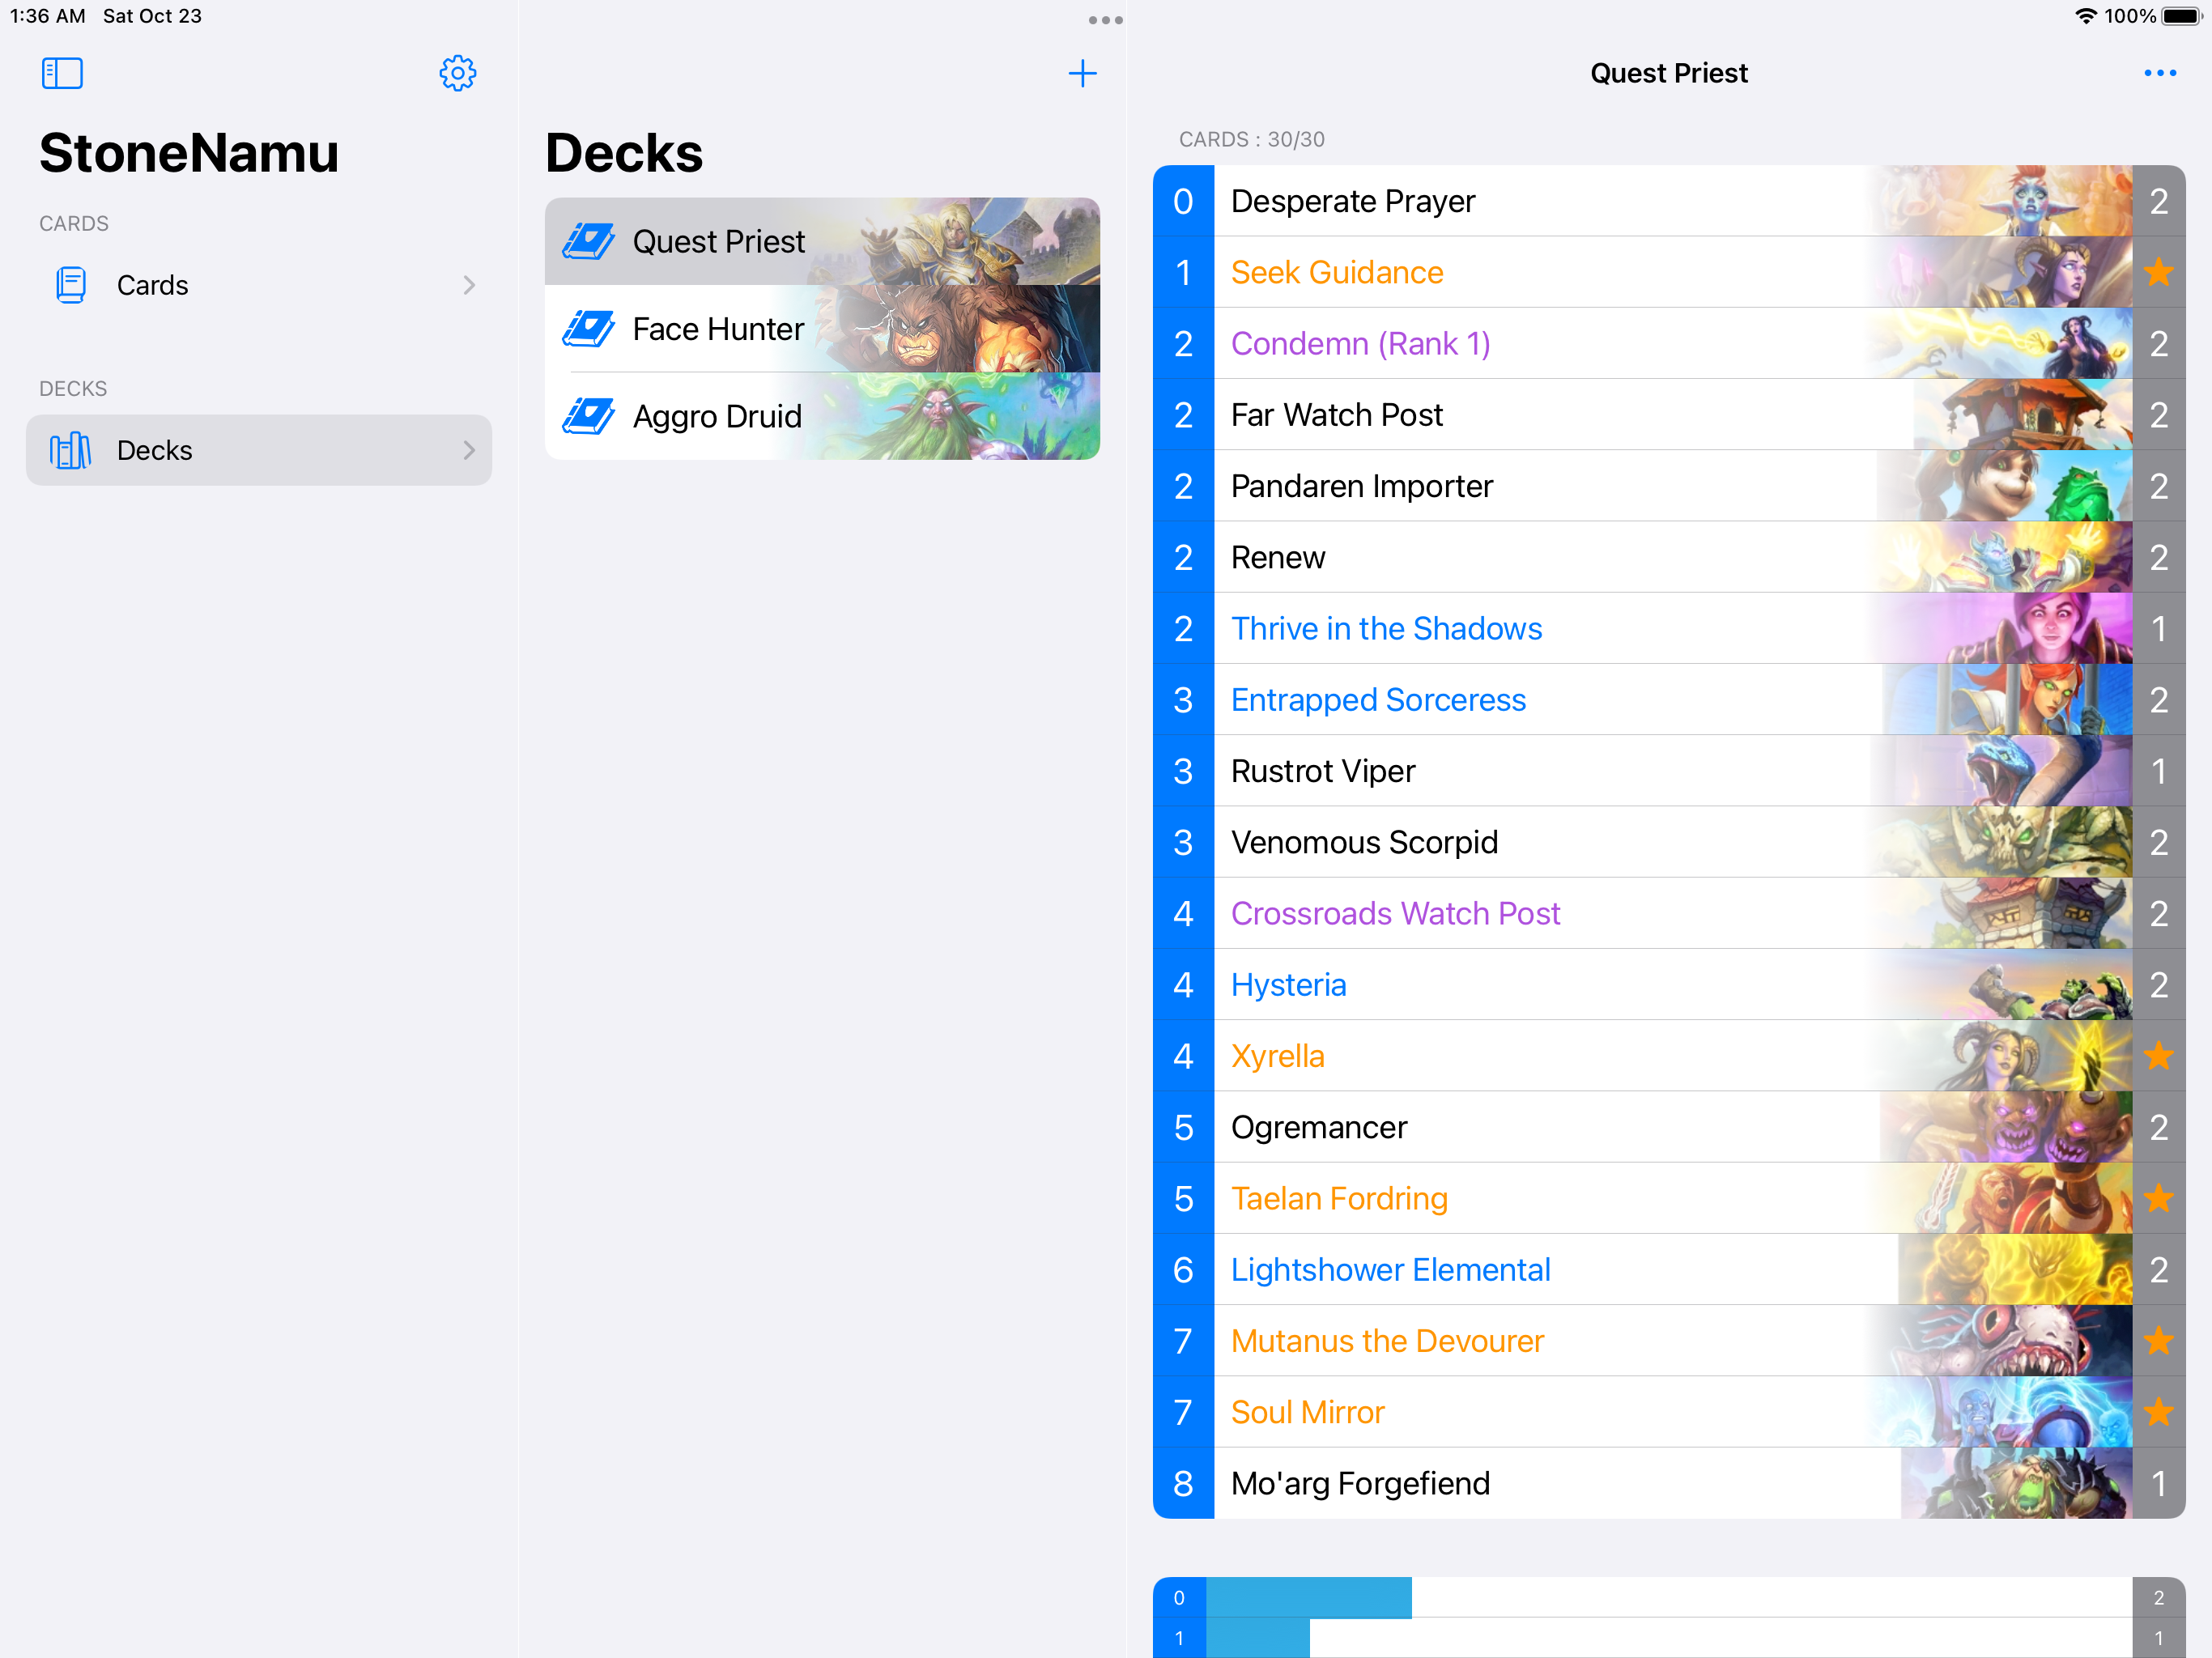 1:36 AM Sat Oct 23
100%
StoneNamu
CARDS
Cards
DECKS
Decks
Decks
Quest Priest
Face Hunter
Aggro Druid
Quest Priest
CARDS : 30/30
0 Desperate Prayer 2
1 Seek Guidance
2 Condemn (Rank 1) 2
2 Far Watch Post 2
2 Pandaren Importer 2
2 Renew 2
2 Thrive in the Shadows 1
3 Entrapped Sorceress 2
3 Rustrot Viper 1
3 Venomous Scorpid 2
4 Crossroads Watch Post 2
4 Hysteria 2
4 Xyrella
5 Ogremancer 2
5 Taelan Fordring
6 Lightshower Elemental 2
7 Mutanus the Devourer
7 Soul Mirror
8 Mo'arg Forgefiend 1
0 2
1 1